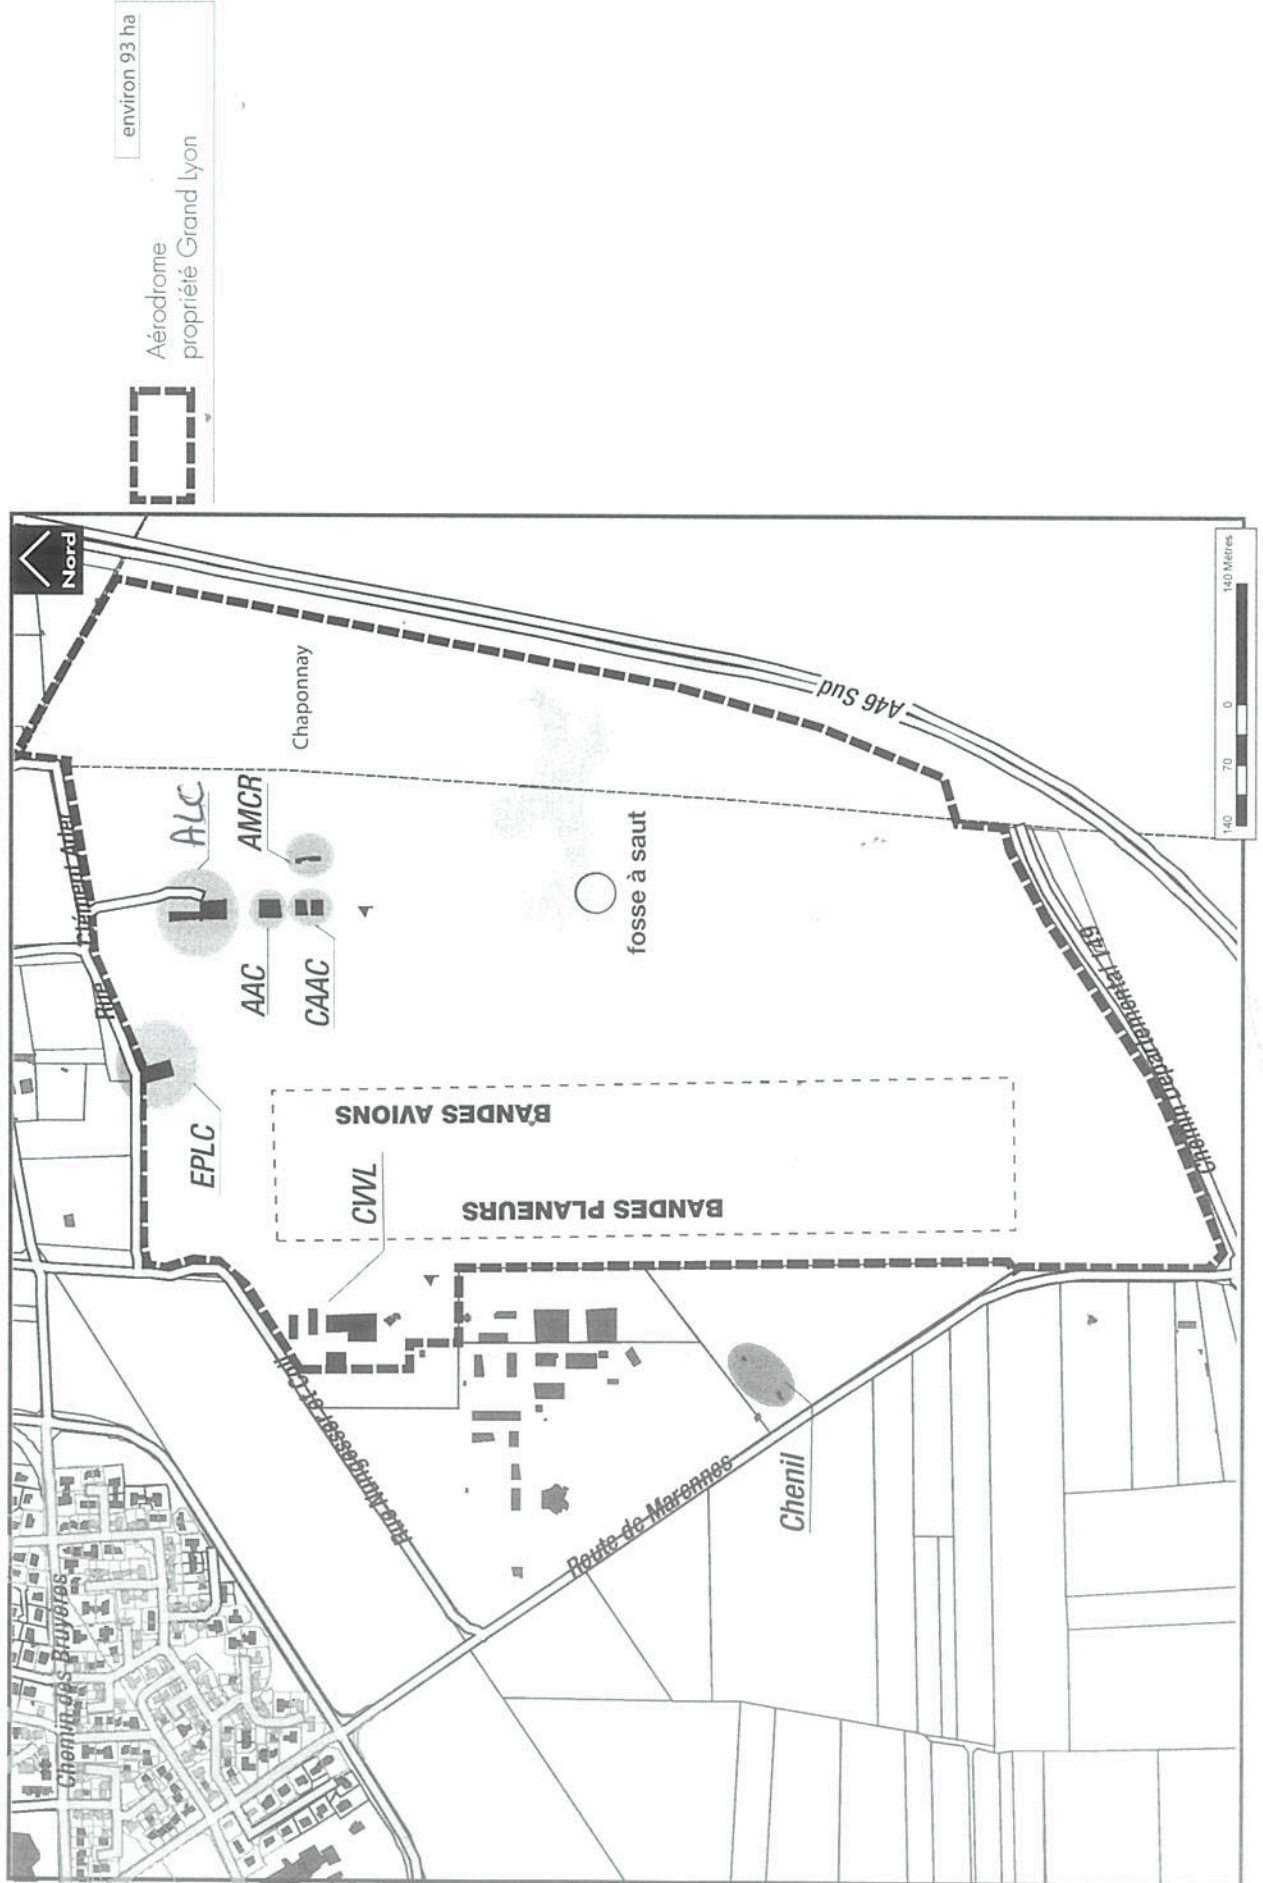 environ 93 ha
Aérodrome
propriété Grand Lyon
Nord
Chaponnay
A46 Sud
Rue Clément Ader
ALC
AMCR
AAC
CAAC
EPLC
CVVL
fosse à saut
BANDES AVIONS
BANDES PLANEURS
Chemin Départemental 149
Rue Mungesser et Coli
Route de Marennes
Chenil
Chemin des Bruyères
140 70 0 140 Mètres